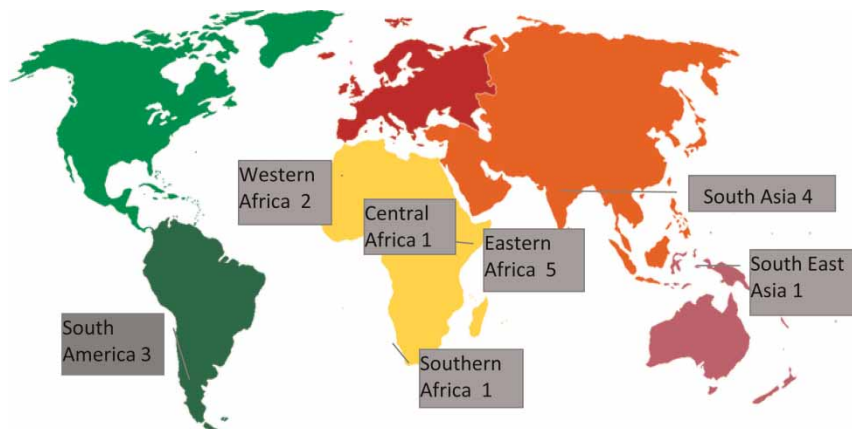 Western
Africa 2
Central
Africa 1
Eastern
Africa 5
South Asia 4
South East
Asia 1
South
America 3
Southern
Africa 1